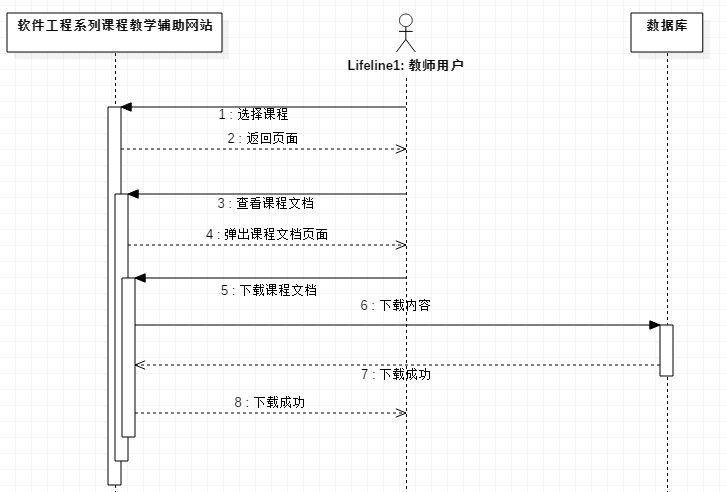 软件工程系列课程教学辅助网站
数据库
Lifeline1: 教师用户
1 : 选择课程
2 : 返回页面
3 : 查看课程文档
4 : 弹出课程文档页面
5 : 下载课程文档
6 : 下载内容
7 : 下载成功
8 : 下载成功